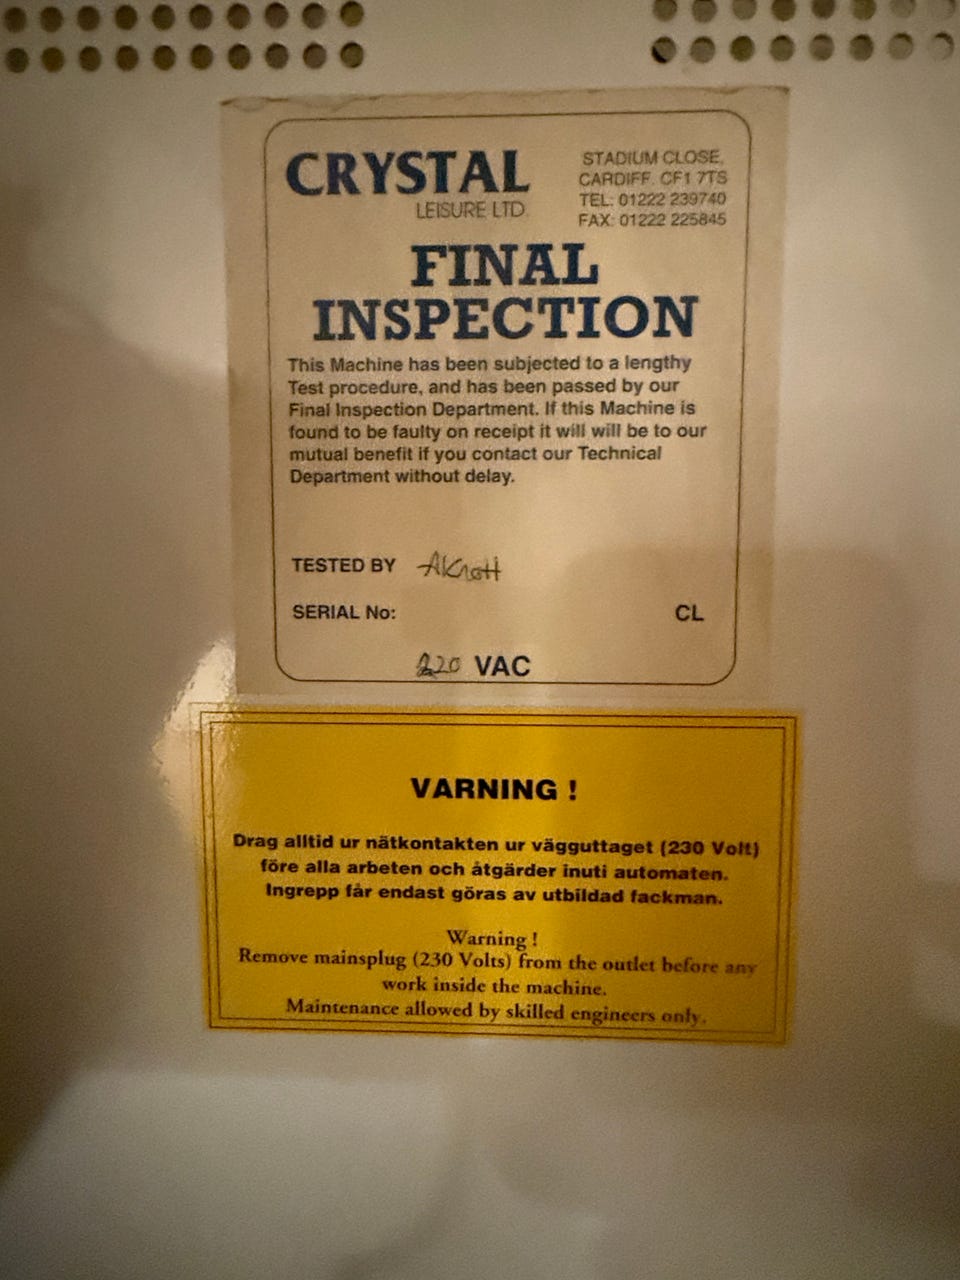 CRYSTAL
LEISURE LTD.
STADIUM CLOSE,
CARDIFF. CF1 7TS
TEL: 01222 239740
FAX: 01222 225845
FINAL
INSPECTION
This Machine has been subjected to a lengthy
Test procedure, and has been passed by our
Final Inspection Department. If this Machine is
found to be faulty on receipt it will will be to our
mutual benefit if you contact our Technical
Department without delay.
TESTED BY
SERIAL No: CL
220 VAC
VARNING !
Drag alltid ur nätkontakten ur vägguttaget (230 Volt)
före alla arbeten och åtgärder inuti automaten.
Ingrepp får endast göras av utbildad fackman.
Warning !
Remove mainsplug (230 Volts) from the outlet before any
work inside the machine.
Maintenance allowed by skilled engineers only.